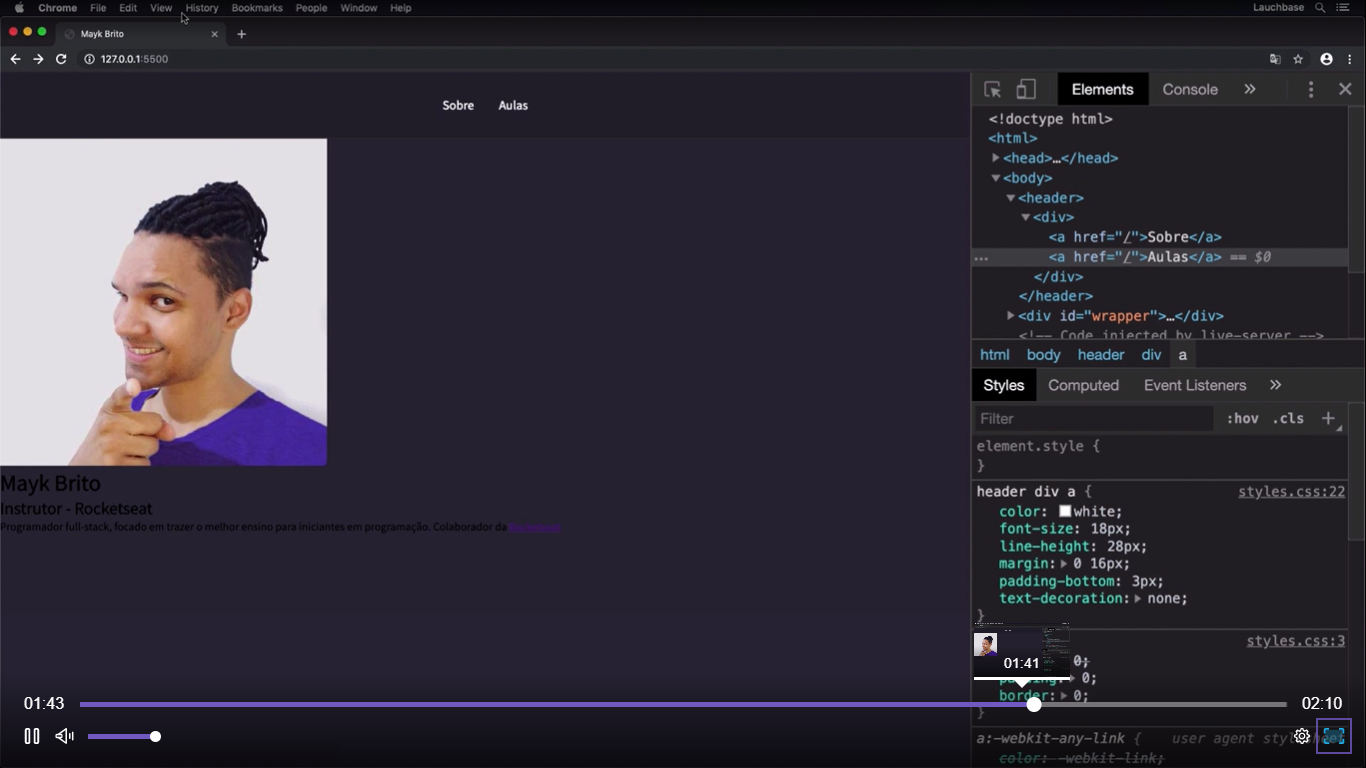 Chrome File Edit View History Bookmarks People Window Help Lauchbase
Mayk Brito
127.0.0.1:5500
Sobre Aulas
Mayk Brito
Instrutor - Rocketseat
Programador full-stack, focado em trazer o melhor ensino para iniciantes em programação. Colaborador da
Elements Console »
<!doctype html>
<html>
<head>…</head>
<body>
<header>
<div>
<a href="/">Sobre</a>
… <a href="/">Aulas</a> == $0
</div>
</header>
<div id="wrapper">…</div>
<!-- Code injected by live-server -->
html body header div a
Styles Computed Event Listeners »
Filter :hov .cls +
element.style {
}
header div a { styles.css:22
color: white;
font-size: 18px;
line-height: 28px;
margin: 0 16px;
padding-bottom: 3px;
text-decoration: none;
}
styles.css:3
01:41 0;
padding: 0;
border: 0;
}
01:43 02:10
a:-webkit-any-link { user agent
color: -webkit-link;